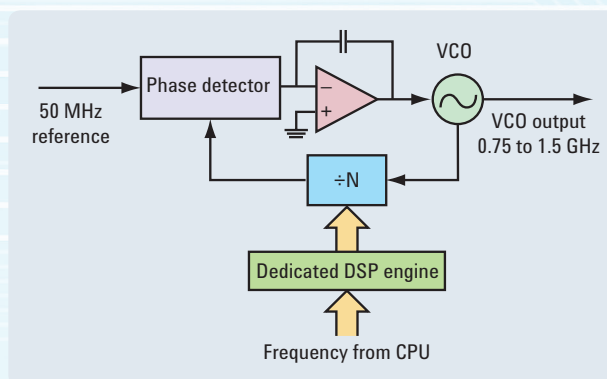 VCO
Phase detector
−
+
50 MHz
reference
VCO output
0.75 to 1.5 GHz
÷N
Dedicated DSP engine
Frequency from CPU